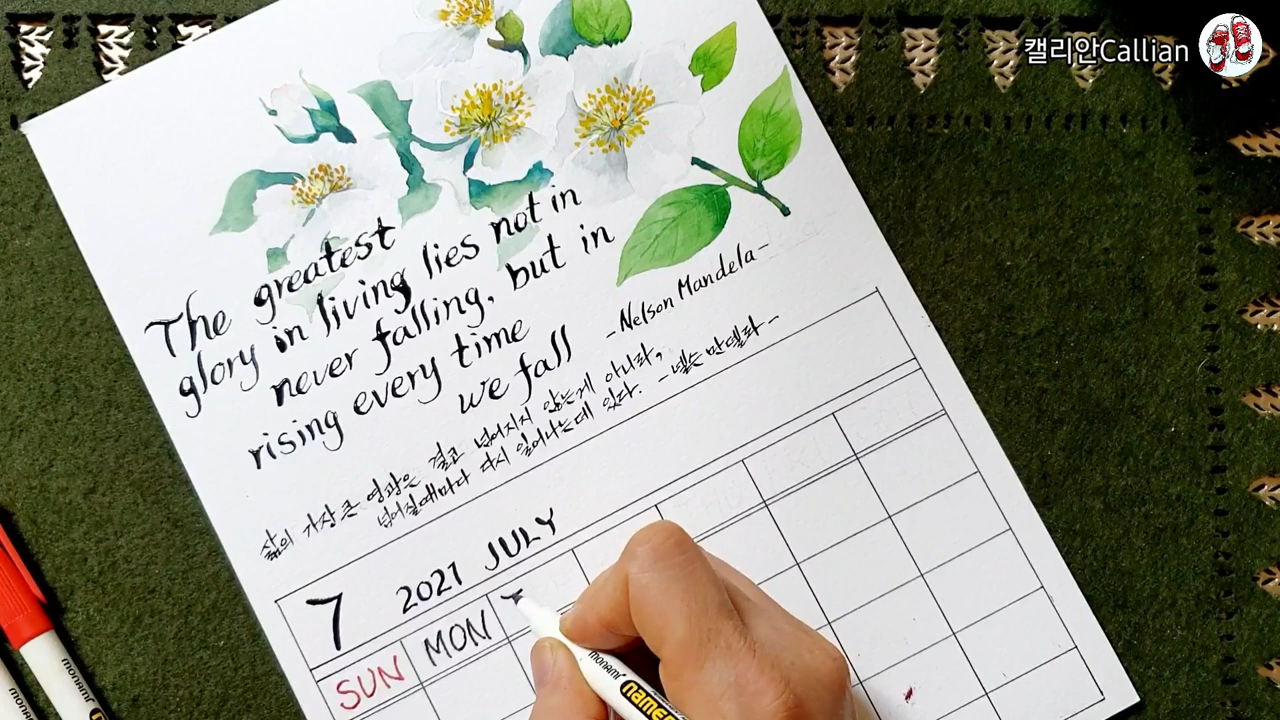 캘리안Callian
The greatest
glory in living lies not in
never falling, but in
rising every time
we fall
-Nelson Mandela-
삶의 가장 큰 영광은 결코 넘어지지 않는게 아니라,
넘어질때마다 다시 일어나는데 있다. -넬슨 만델라-
7 2021 JULY
SUN MON T
monami
monami
monami